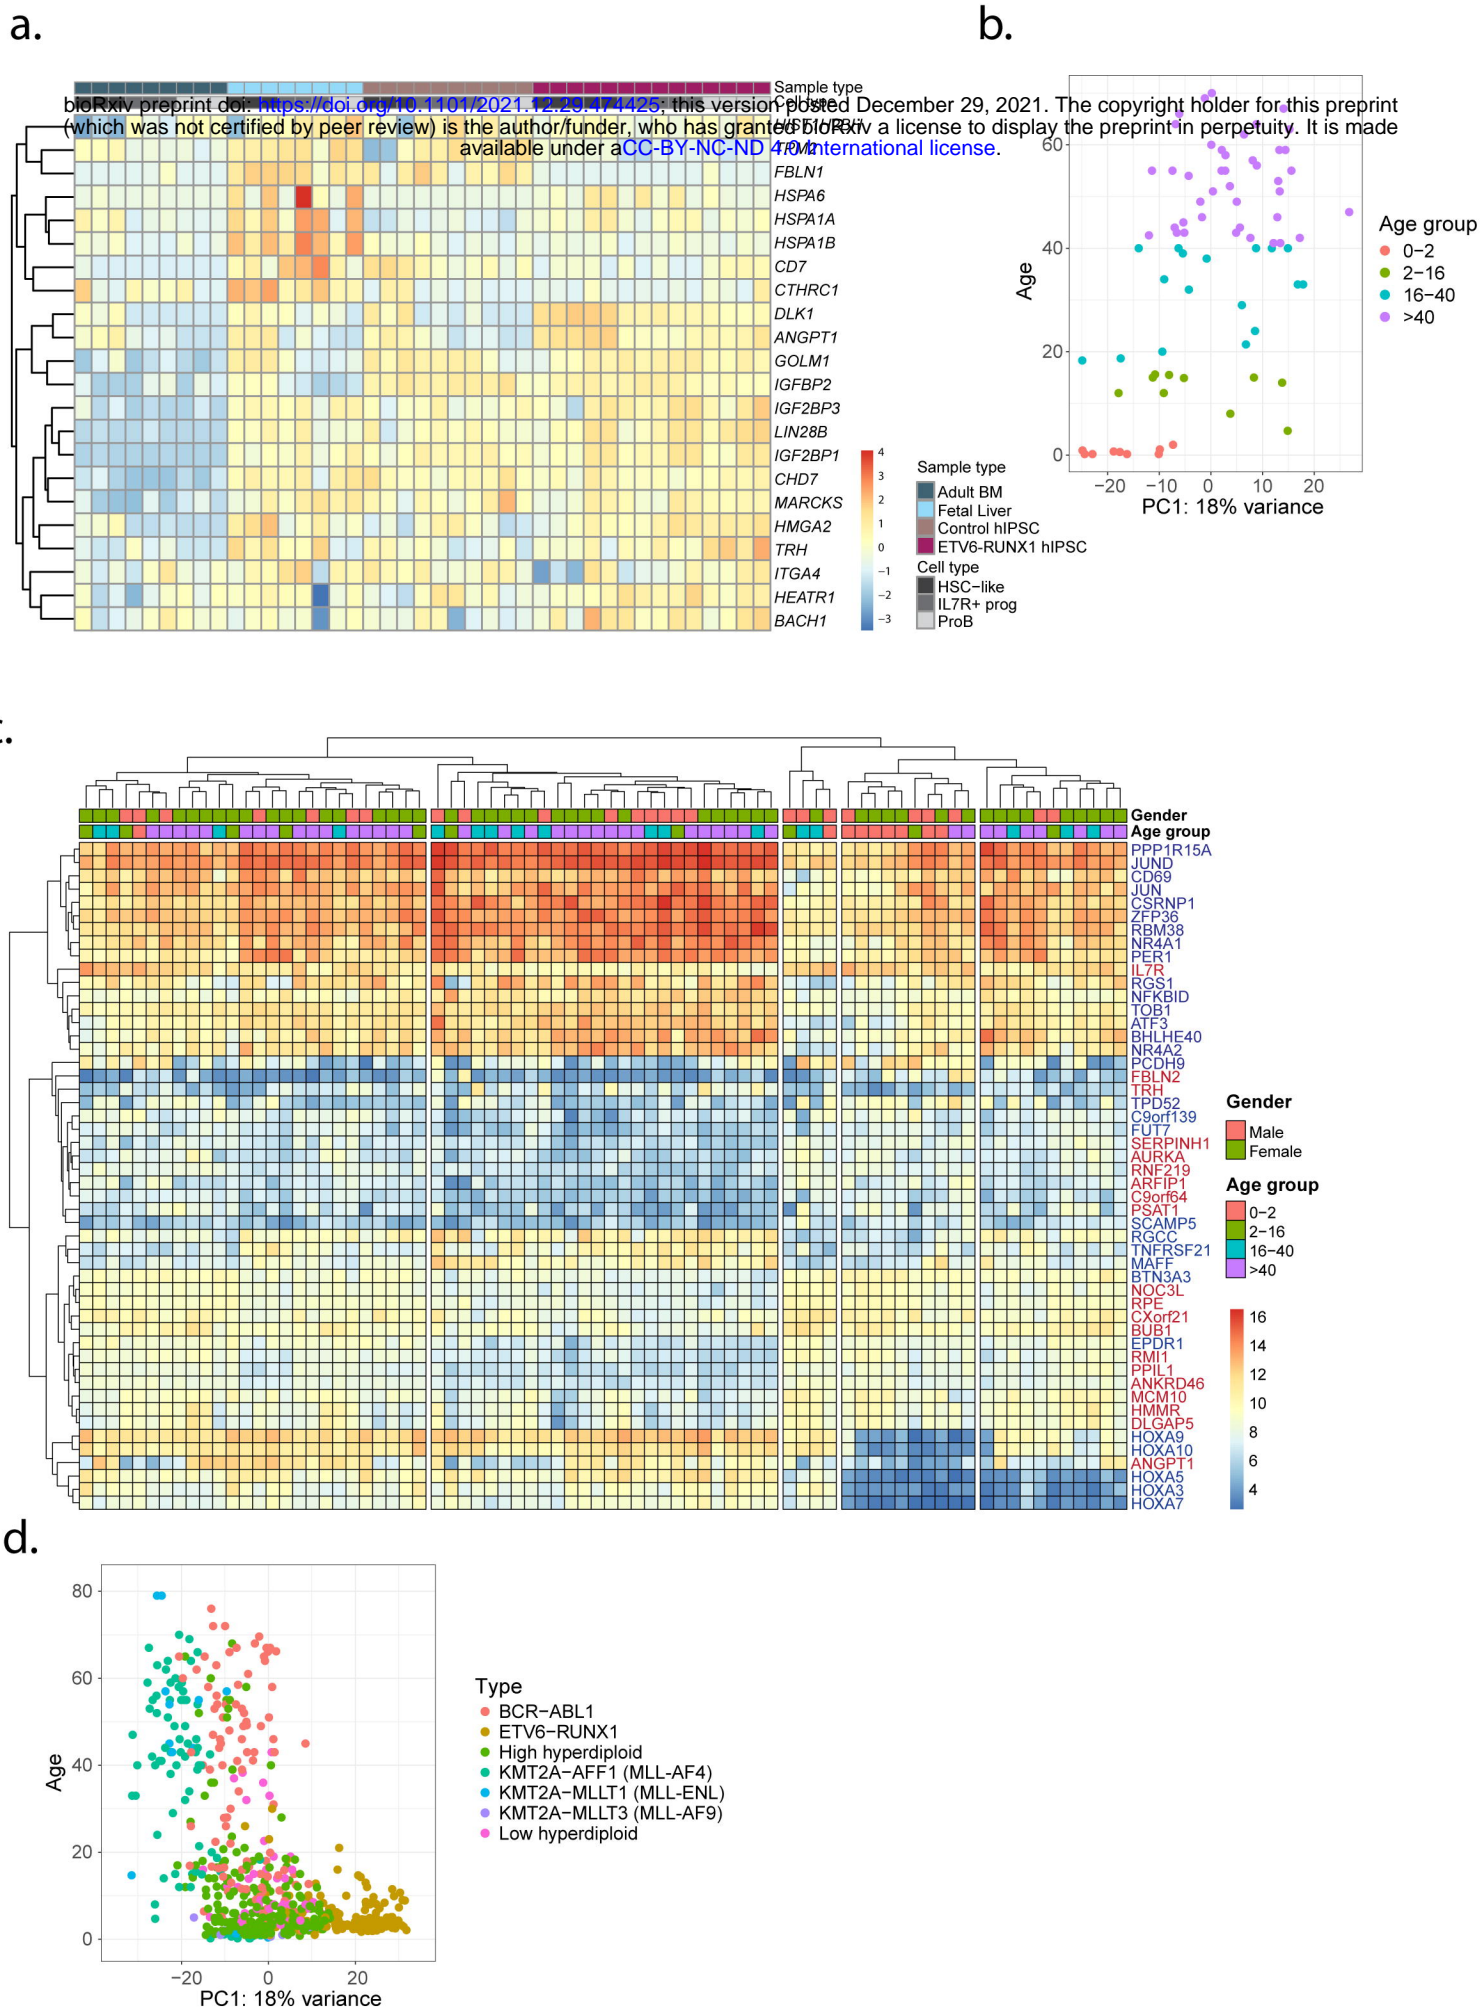 a.
b.
Sample type
Cell type
bioRxiv preprint doi: https://doi.org/10.1101/2021.12.29.474425; this version posted December 29, 2021. The copyright holder for this preprint
(which was not certified by peer review) is the author/funder, who has granted bioRxiv a license to display the preprint in perpetuity. It is made
available under aCC-BY-NC-ND 4.0 International license.
TPM2
FBLN1
HSPA6
HSPA1A
HSPA1B
CD7
CTHRC1
DLK1
ANGPT1
GOLM1
IGFBP2
IGF2BP3
LIN28B
IGF2BP1
CHD7
MARCKS
HMGA2
TRH
ITGA4
HEATR1
BACH1
4
3
2
1
0
−1
−2
−3
Sample type
Adult BM
Fetal Liver
Control hIPSC
ETV6-RUNX1 hIPSC
Cell type
HSC−like
IL7R+ prog
ProB
60
40
20
0
Age
−20
−10
0
10
20
PC1: 18% variance
Age group
0−2
2−16
16−40
>40
Gender
Age group
PPP1R15A
JUND
CD69
JUN
CSRNP1
ZFP36
RBM38
NR4A1
PER1
IL7R
RGS1
NFKBID
TOB1
ATF3
BHLHE40
NR4A2
PCDH9
FBLN2
TRH
TPD52
C9orf139
FUT7
SERPINH1
AURKA
RNF219
ARFIP1
C9orf64
PSAT1
SCAMP5
RGCC
TNFRSF21
MAFF
BTN3A3
NOC3L
RPE
CXorf21
BUB1
EPDR1
RMI1
PPIL1
ANKRD46
MCM10
HMMR
DLGAP5
HOXA9
HOXA10
ANGPT1
HOXA5
HOXA3
HOXA7
Gender
Male
Female
Age group
0−2
2−16
16−40
>40
16
14
12
10
8
6
4
d.
80
60
40
20
0
Age
−20
0
20
PC1: 18% variance
Type
BCR−ABL1
ETV6−RUNX1
High hyperdiploid
KMT2A−AFF1 (MLL-AF4)
KMT2A−MLLT1 (MLL-ENL)
KMT2A−MLLT3 (MLL-AF9)
Low hyperdiploid